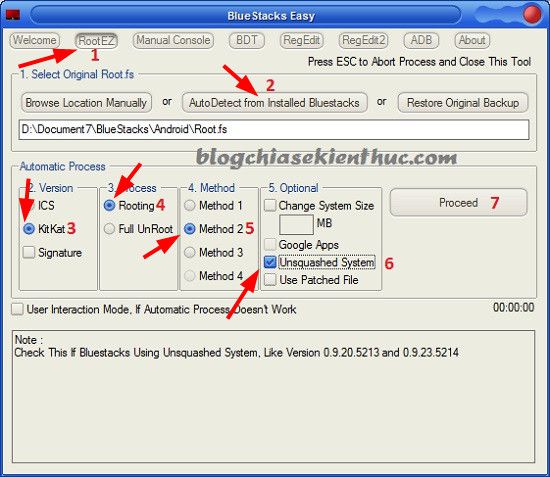 BlueStacks Easy
Welcome RootEZ Manual Console BDT RegEdit RegEdit2 ADB About
1
Press ESC to Abort Process and Close This Tool
1. Select Original Root.fs
2
Browse Location Manually or AutoDetect from Installed Bluestacks or Restore Original Backup
D:\Document7\BlueStacks\Android\Root.fs
blogchiasekienthuc.com
Automatic Process
2. Version 3. Process 4. Method 5. Optional
ICS Rooting 4 Method 1 Change System Size Proceed 7
MB
KitKat 3 Full UnRoot Method 2 5 Google Apps
Signature Method 3 Unsquashed System 6
Method 4 Use Patched File
User Interaction Mode, If Automatic Process Doesn't Work 00:00:00
Note :
Check This If Bluestacks Using Unsquashed System, Like Version 0.9.20.5213 and 0.9.23.5214